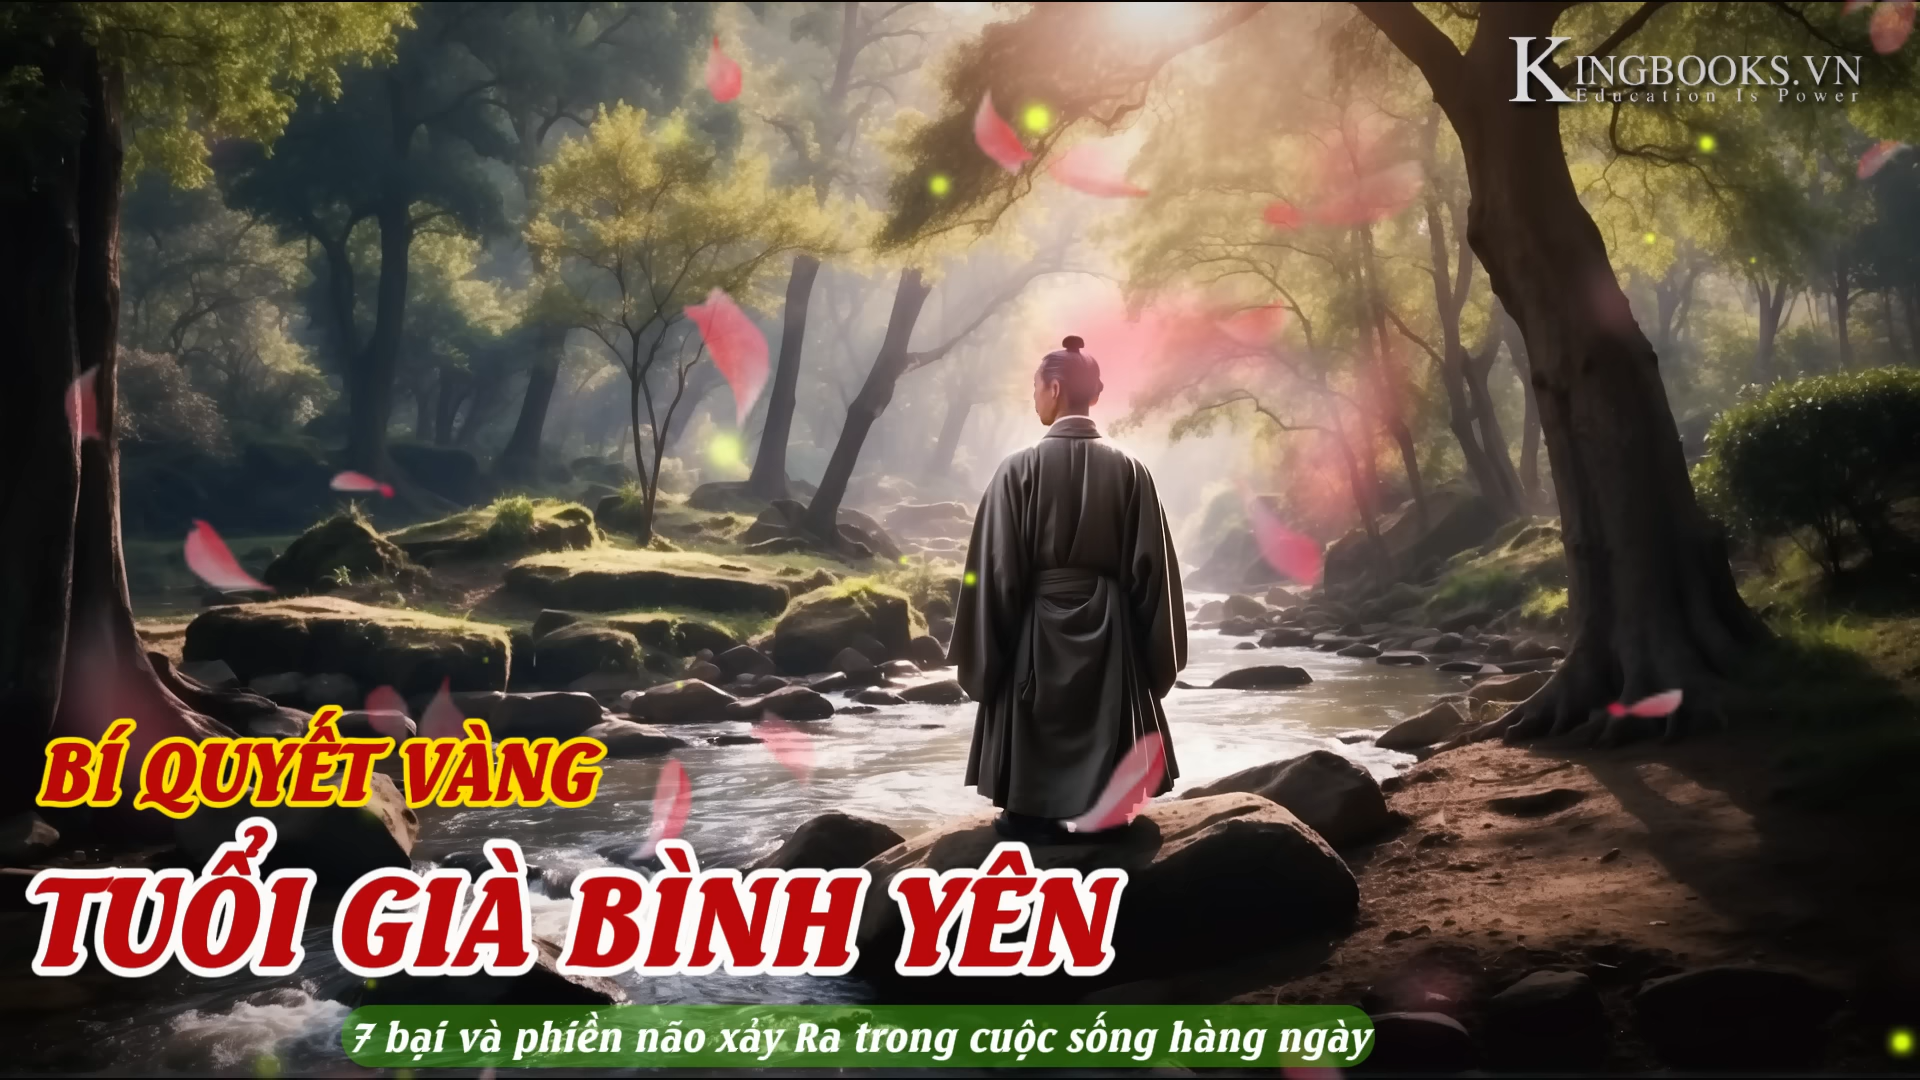 KINGBOOKS.VN
Education Is Power
BÍ QUYẾT VÀNG
TUỔI GIÀ BÌNH YÊN
7 bại và phiền não xảy Ra trong cuộc sống hàng ngày